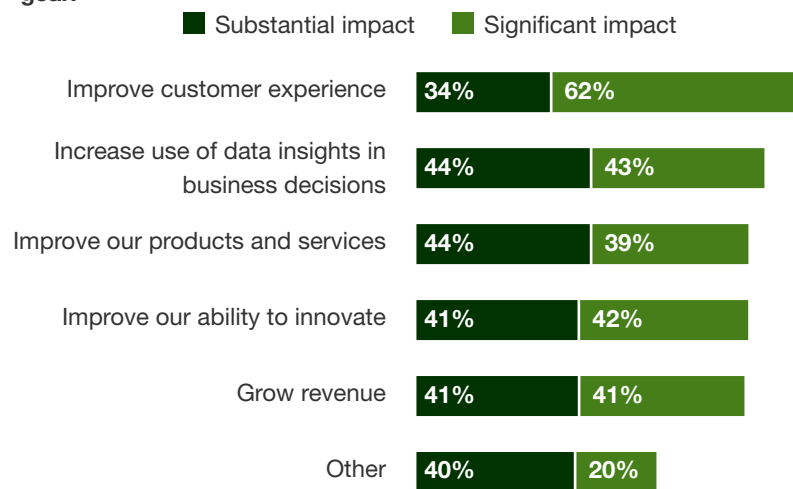 Substantial impact Significant impact
Improve customer experience 34% 62%
Increase use of data insights in
business decisions 44% 43%
Improve our products and services 44% 39%
Improve our ability to innovate 41% 42%
Grow revenue 41% 41%
Other 40% 20%